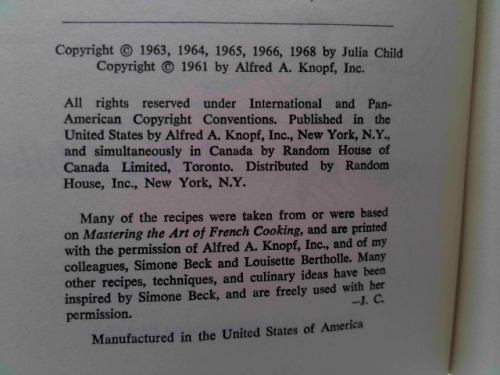 Copyright © 1963, 1964, 1965, 1966, 1968 by Julia Child
Copyright © 1961 by Alfred A. Knopf, Inc.
All rights reserved under International and Pan-
American Copyright Conventions. Published in the
United States by Alfred A. Knopf, Inc., New York, N.Y.,
and simultaneously in Canada by Random House of
Canada Limited, Toronto. Distributed by Random
House, Inc., New York, N.Y.
Many of the recipes were taken from or were based
on Mastering the Art of French Cooking, and are printed
with the permission of Alfred A. Knopf, Inc., and of my
colleagues, Simone Beck and Louisette Bertholle. Many
other recipes, techniques, and culinary ideas have been
inspired by Simone Beck, and are freely used with her
permission. —J. C.
Manufactured in the United States of America